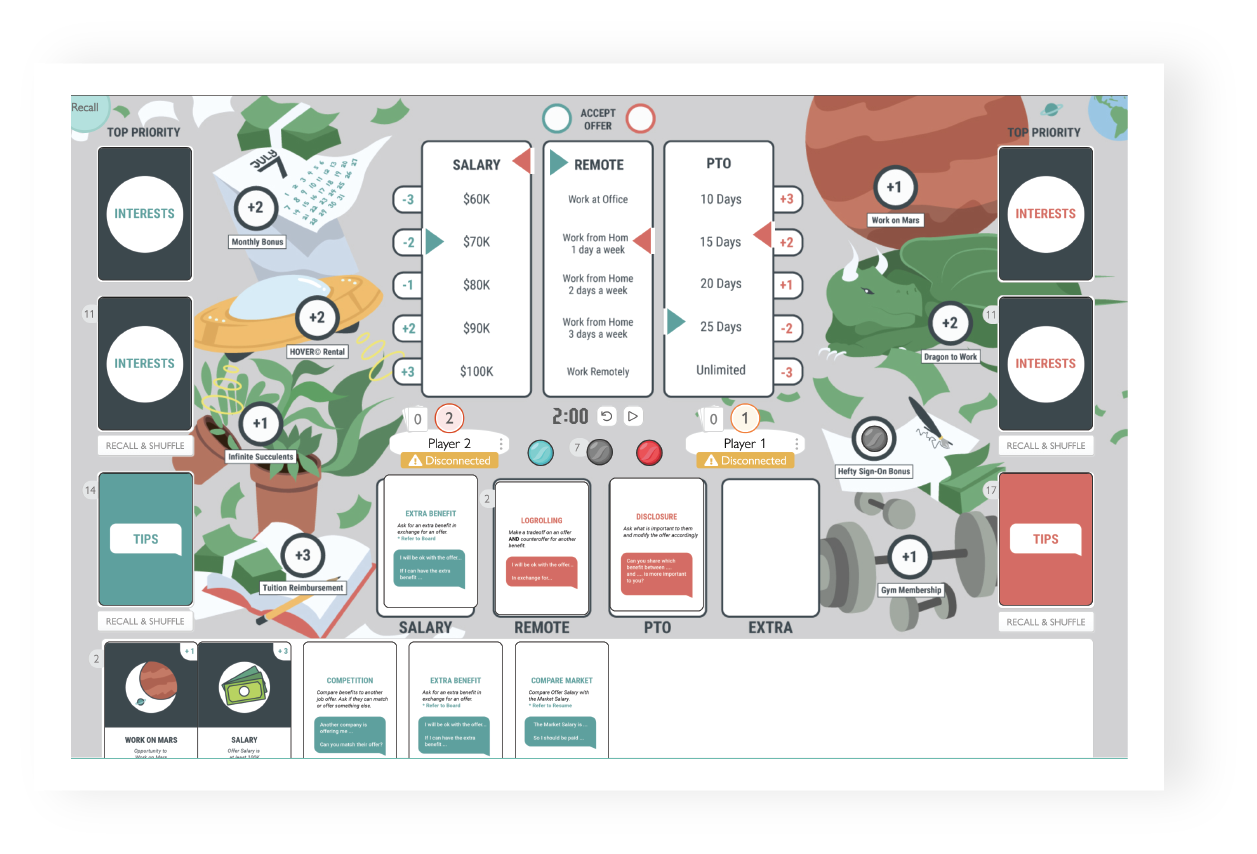 Recall
ACCEPT
OFFER
TOP PRIORITY
TOP PRIORITY
INTERESTS
INTERESTS
11
INTERESTS
11
INTERESTS
RECALL & SHUFFLE
RECALL & SHUFFLE
14
TIPS
17
TIPS
RECALL & SHUFFLE
RECALL & SHUFFLE
JULY
7
+2
Monthly Bonus
+2
HOVER© Rental
+1
Infinite Succulents
+3
Tuition Reimbursement
SALARY
-3
$60K
-2
$70K
-1
$80K
+2
$90K
+3
$100K
REMOTE
Work at Office
Work from Hom
1 day a week
Work from Home
2 days a week
Work from Home
3 days a week
Work Remotely
PTO
10 Days
+3
15 Days
+2
20 Days
+1
25 Days
-2
Unlimited
-3
+1
Work on Mars
+2
Dragon to Work
Hefty Sign-On Bonus
+1
Gym Membership
0
2
2:00
0
1
Player 2
7
Player 1
Disconnected
Disconnected
EXTRA BENEFIT
Ask for an extra benefit in
exchange for an offer.
* Refer to Board
I will be ok with the offer...
If I can have the extra
benefit ...
2
LOGROLLING
Make a tradeoff on an offer
AND counteroffer for another
benefit
I will be ok with the offer...
In exchange for...
DISCLOSURE
Ask what is important to them
and modify the offer accordingly
Can you share which
benefit between ....
and .... is more important
to you?
SALARY
REMOTE
PTO
EXTRA
2
+1
WORK ON MARS
Opportunity to
Work on Mars
+3
SALARY
Offer Salary is
COMPETITION
Compare benefits to another
job offer. Ask if they can match
or offer something else.
Another company is
offering me...
Can you match their offer?
EXTRA BENEFIT
Ask for an extra benefit in
exchange for an offer.
* Refer to Board
I will be ok with the offer...
If I can have the extra
benefit....
COMPARE MARKET
Compare Offer Salary with
the Market Salary.
* Refer to Resume
The Market Salary is....
So I should be paid ...